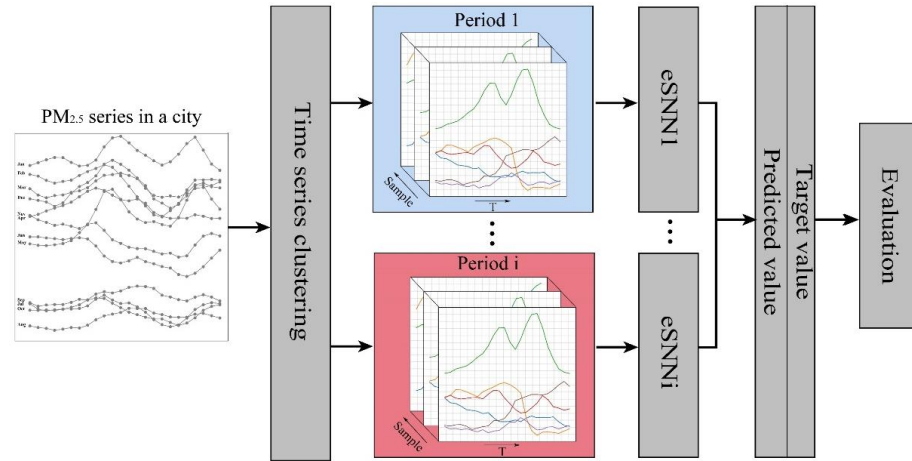 PM2.5 series in a city
Jan
Feb
Mar
Dec
Nov
Apr
Jun
May
Sep
Jul
Oct
Aug
Time series clustering
Period 1
Sample
T
Period i
Sample
T
eSNN1
eSNNi
Predicted value
Target value
Evaluation